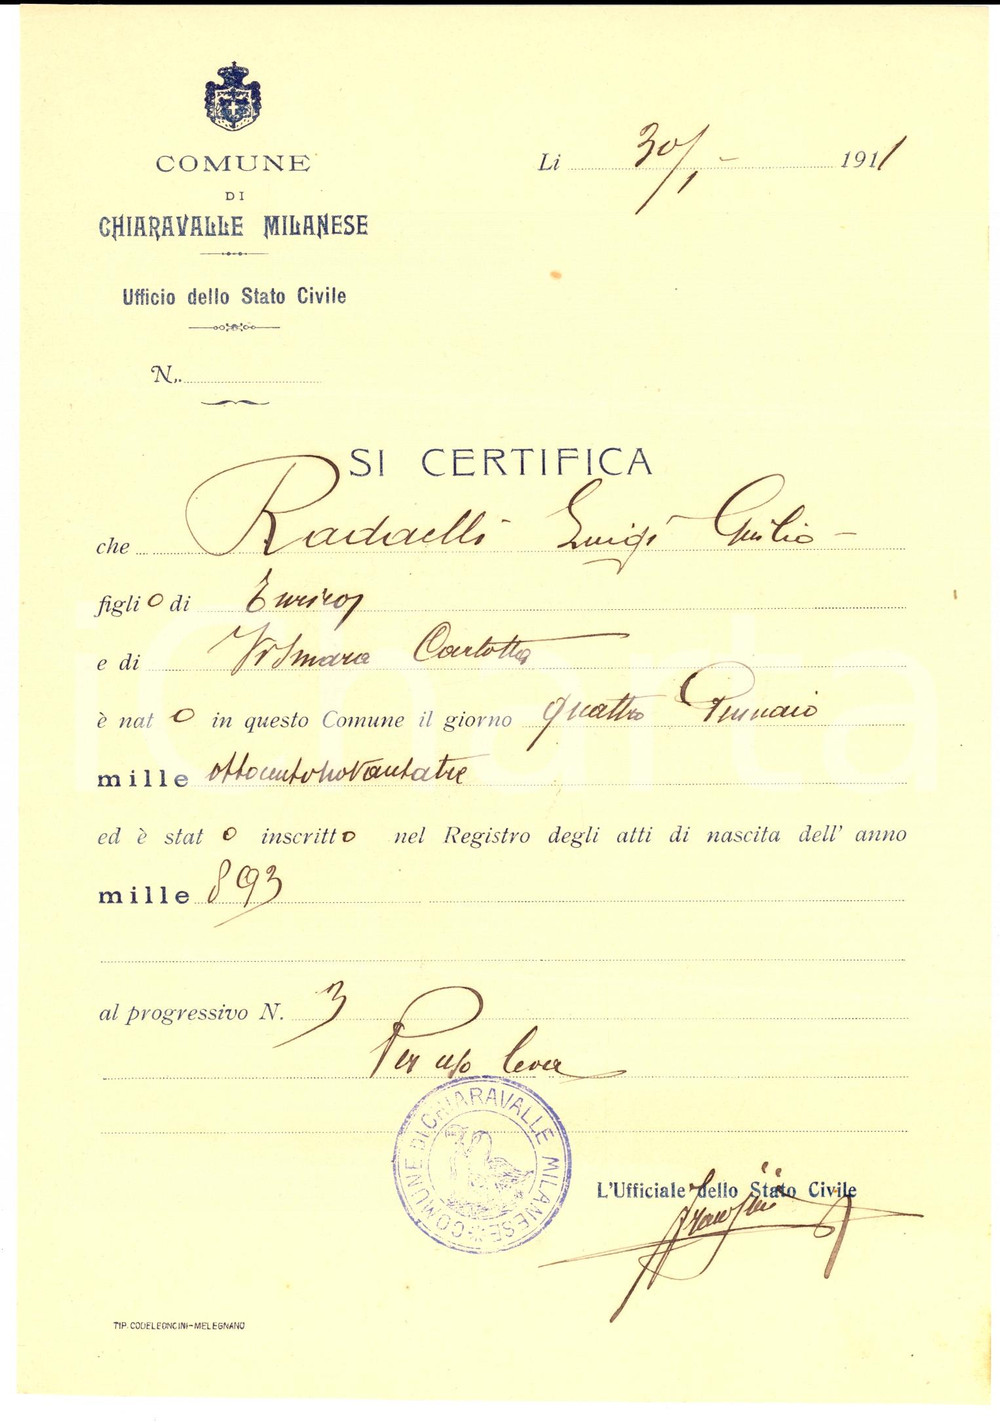 COMUNE
DI
CHIARAVALLE MILANESE
Ufficio dello Stato Civile
N.
Li 30/1 - 1911
SI CERTIFICA
che Radaelli Luigi Giulio -
figlio di Enrico
e di Vismara Carlotta
è nato in questo Comune il giorno quattro Gennaio
mille ottocentonovantatre
ed è stato inscritto nel Registro degli atti di nascita dell' anno
mille 893
al progressivo N. 3
Per uso leva
COMUNE DI CHIARAVALLE MILANESE
L'Ufficiale dello Stato Civile
TIP. CODELEONCINI-MELEGNANO